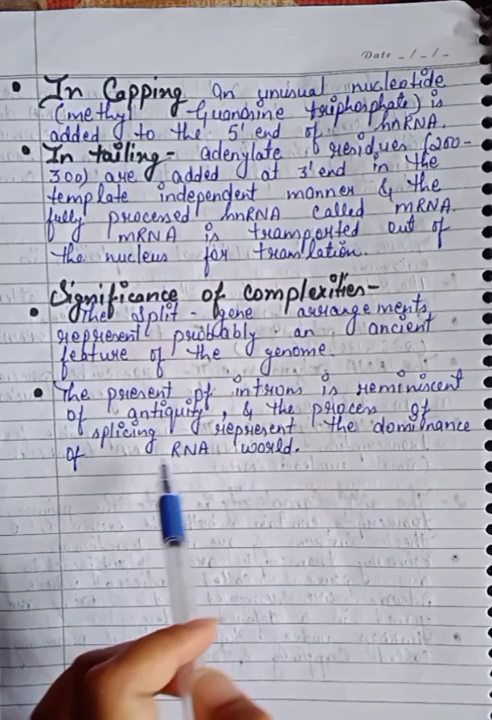 Date _/_/_
• In Capping an unusual nucleotide
(methyl Guanosine triphosphate) is
added to the 5' end of hnRNA.
• In tailing- adenylate residues (200-
300) are added at 3' end in the
template independent manner & the
fully processed hnRNA called mRNA.
mRNA is transported out of
the nucleus for translation.
Significance of complexities-
• The split-gene arrangements
represent probably an ancient
feature of the genome.
• The present of introns is reminiscent
of antiquity, & the process of
splicing represent the dominance
of RNA world.